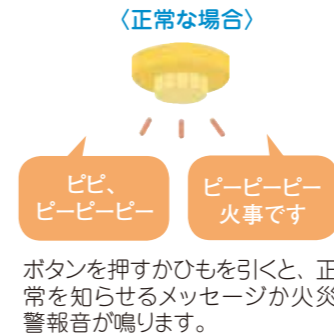 〈正常な場合〉
ピピ、
ピーピーピー
ピーピーピー
火事です
ボタンを押すかひもを引くと、正
常を知らせるメッセージか火災
警報音が鳴ります。